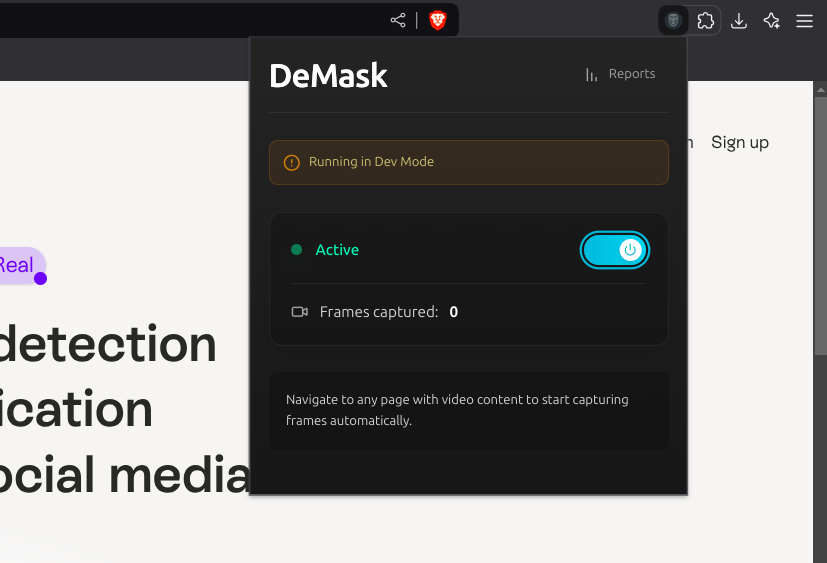 DeMask
Reports
Sign up
Running in Dev Mode
Active
Frames captured: 0
Navigate to any page with video content to start capturing
frames automatically.
Real
detection
ication
ocial media